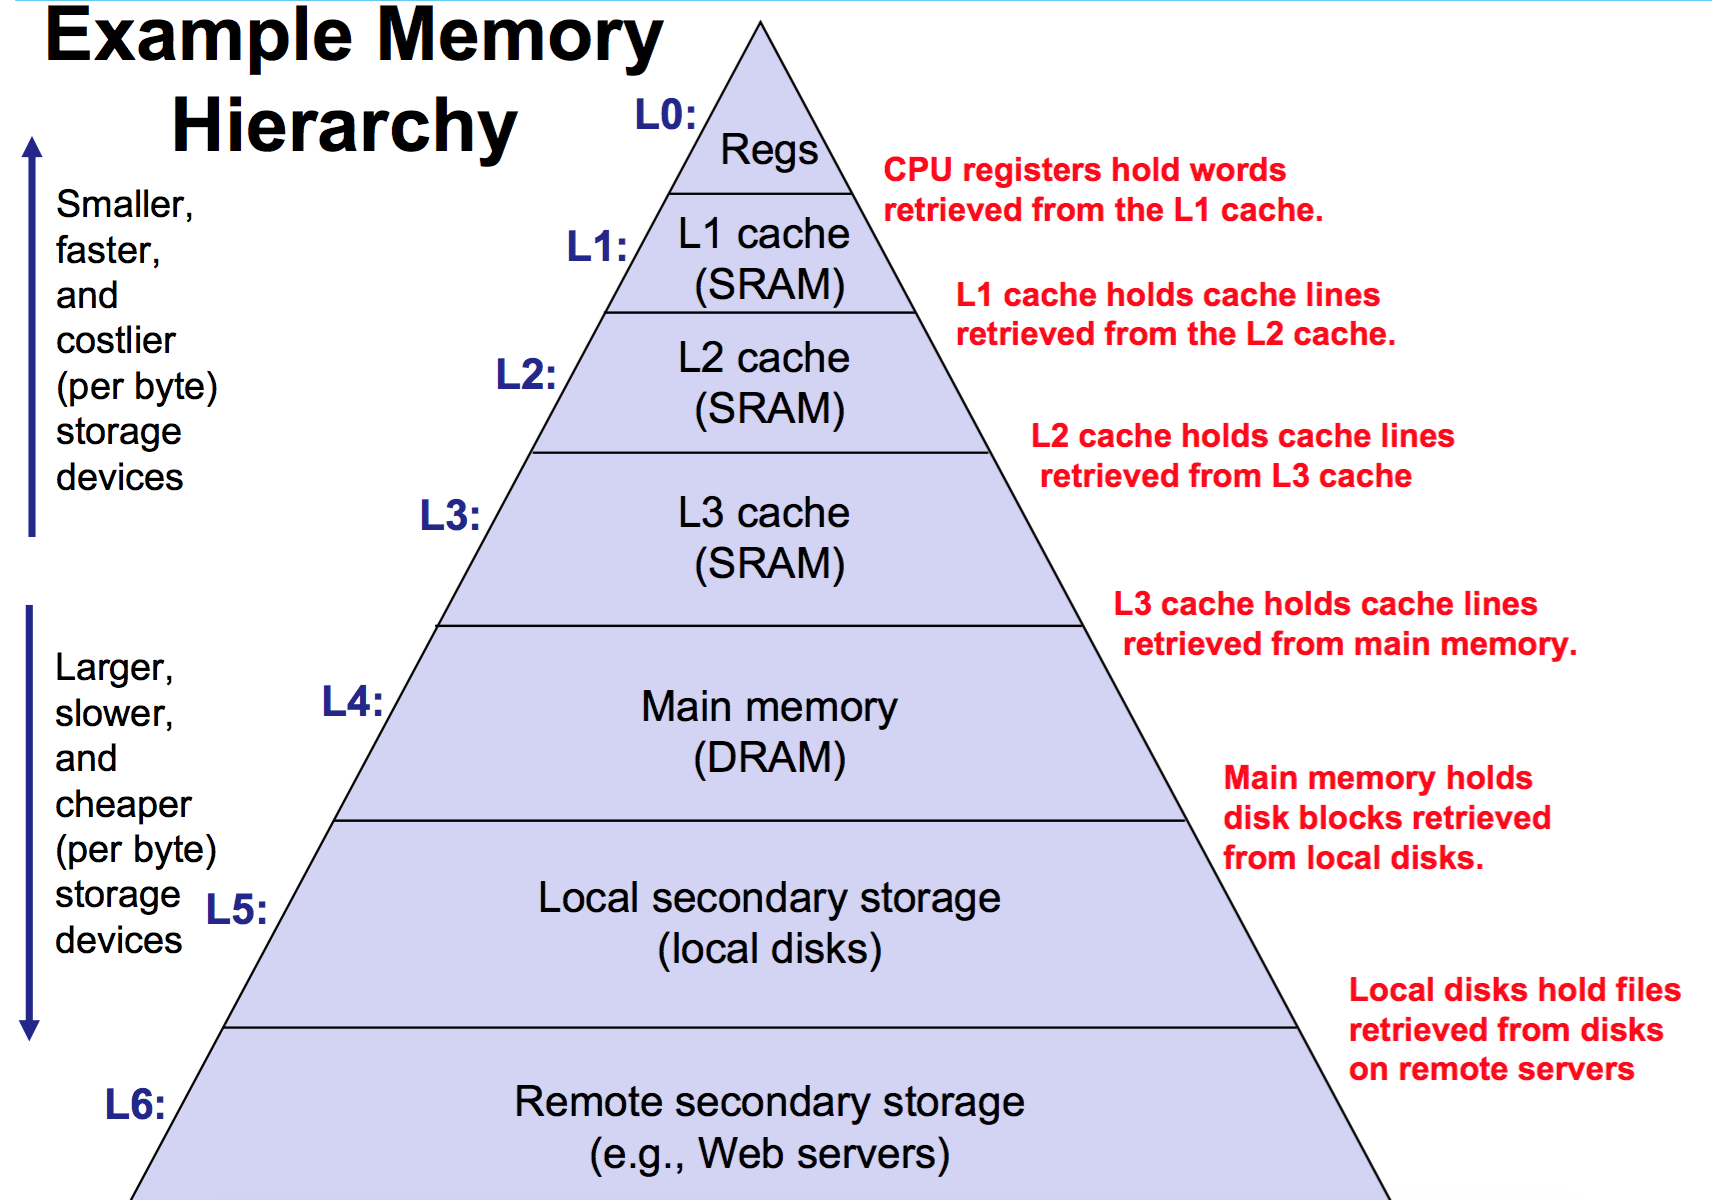 Example Memory
Hierarchy
Smaller,
faster,
and
costlier
(per byte)
storage
devices
Larger,
slower,
and
cheaper
(per byte)
storage
devices
L0:
Regs
CPU registers hold words
retrieved from the L1 cache.
L1:
L1 cache
(SRAM)
L1 cache holds cache lines
retrieved from the L2 cache.
L2:
L2 cache
(SRAM)
L2 cache holds cache lines
retrieved from L3 cache
L3:
L3 cache
(SRAM)
L3 cache holds cache lines
retrieved from main memory.
L4:
Main memory
(DRAM)
Main memory holds
disk blocks retrieved
from local disks.
L5:
Local secondary storage
(local disks)
Local disks hold files
retrieved from disks
on remote servers
L6:
Remote secondary storage
(e.g., Web servers)